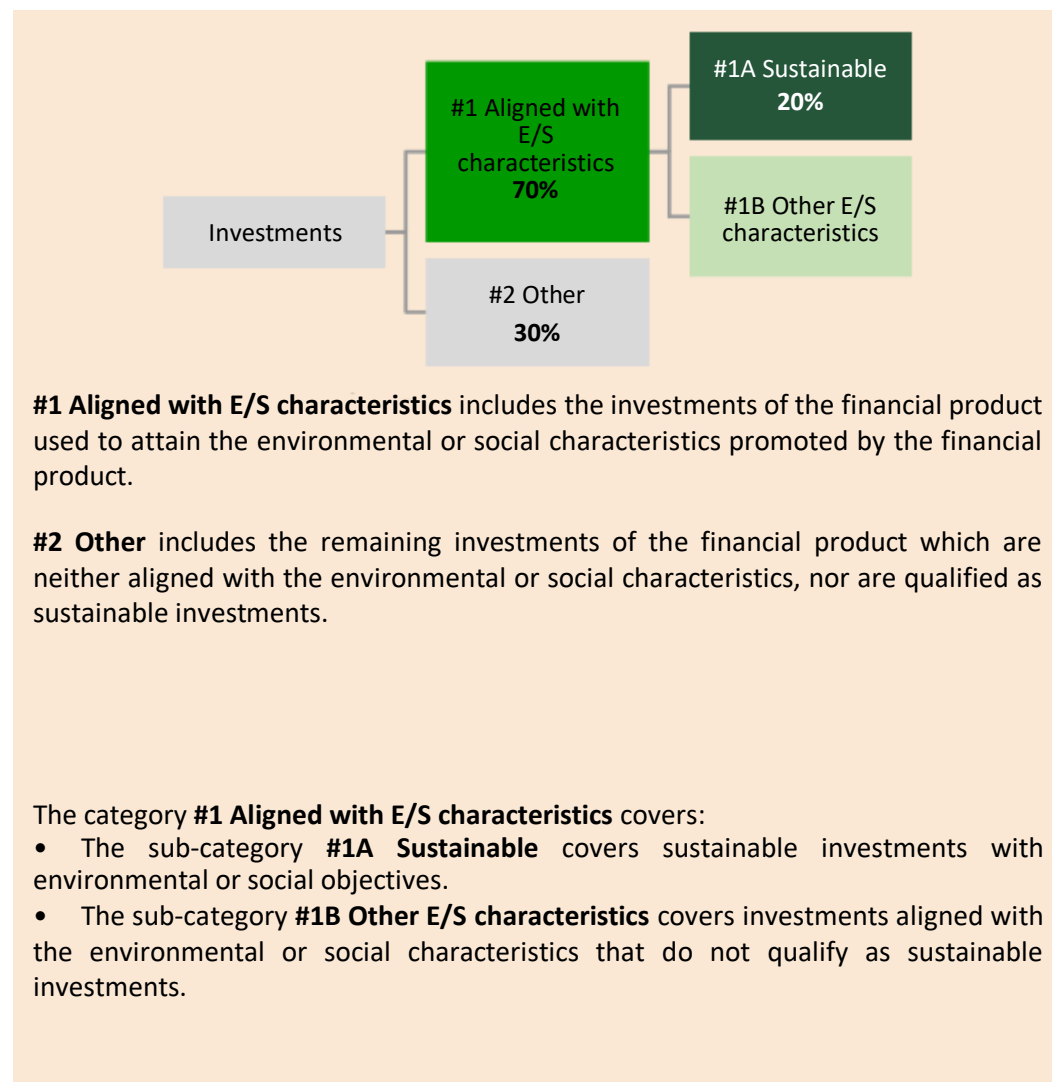 #1A Sustainable
20%
#1 Aligned with
E/S
characteristics
70%
#1B Other E/S
characteristics
Investments
#2 Other
30%
#1 Aligned with E/S characteristics includes the investments of the financial product
used to attain the environmental or social characteristics promoted by the financial
product.
#2 Other includes the remaining investments of the financial product which are
neither aligned with the environmental or social characteristics, nor are qualified as
sustainable investments.
The category #1 Aligned with E/S characteristics covers:
• The sub-category #1A Sustainable covers sustainable investments with
environmental or social objectives.
• The sub-category #1B Other E/S characteristics covers investments aligned with
the environmental or social characteristics that do not qualify as sustainable
investments.